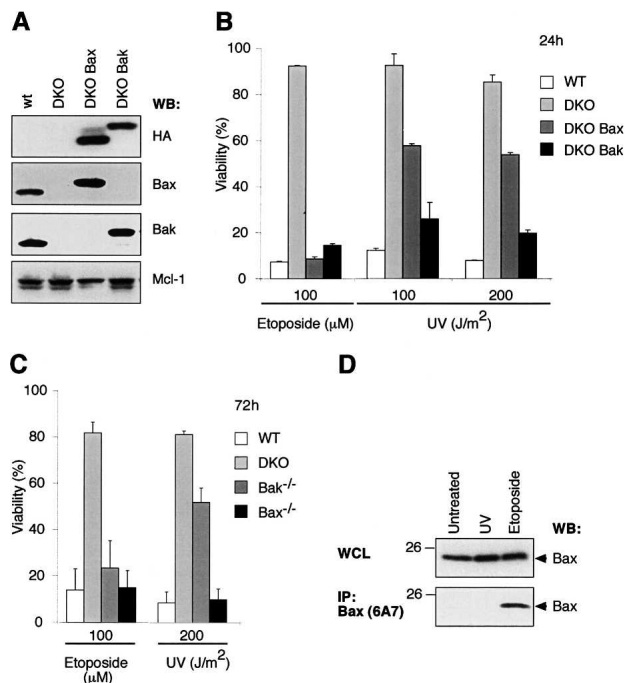 A
wt
DKO
DKO Bax
DKO Bak
WB:
HA
Bax
Bak
Mcl-1
B
100
80
60
40
20
0
Viability (%)
24h
WT
DKO
DKO Bax
DKO Bak
100
100
200
Etoposide (μM)
UV (J/m²)
C
100
80
60
40
20
0
Viability (%)
72h
WT
DKO
Bak-/-
Bax-/-
100
200
Etoposide
(μM)
UV (J/m²)
D
Untreated
UV
Etoposide
WB:
WCL
26
Bax
IP:
Bax (6A7)
26
Bax